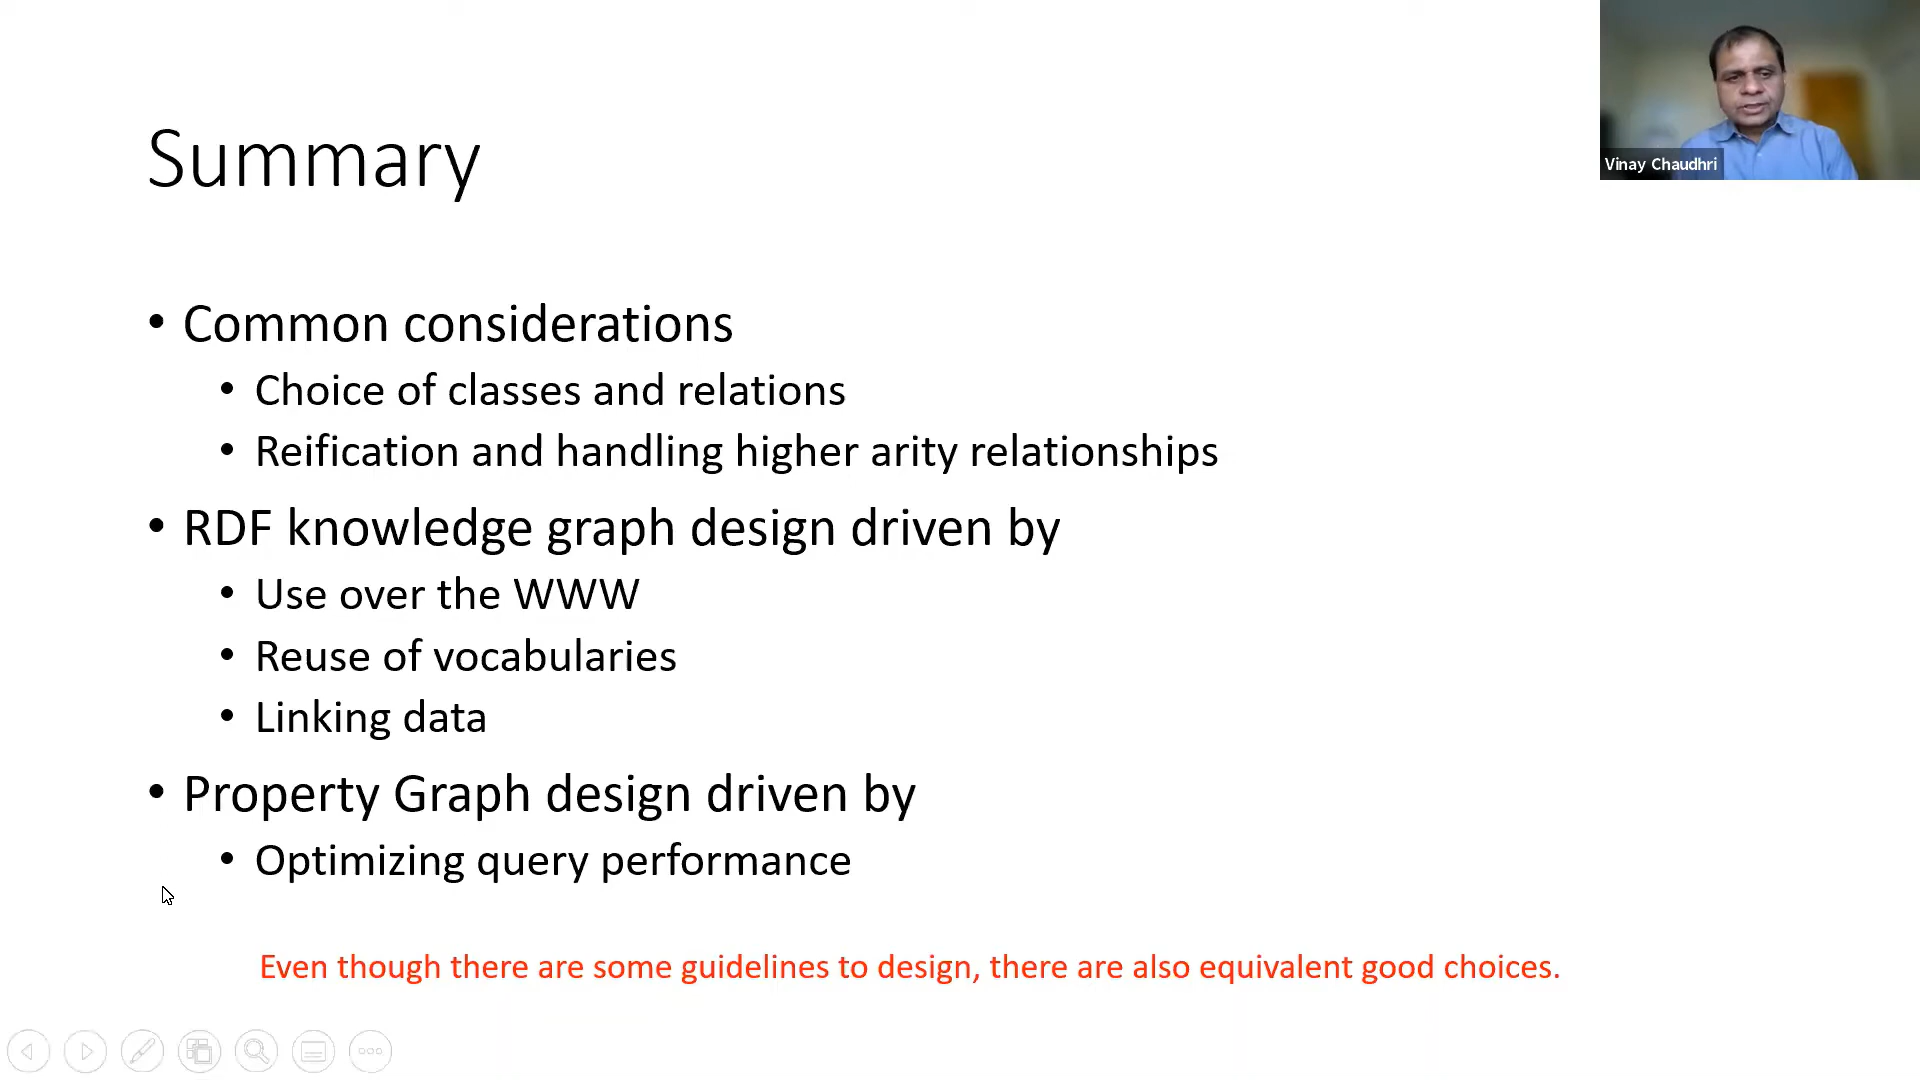 Vinay Chaudhri
Summary
• Common considerations
• Choice of classes and relations
• Reification and handling higher arity relationships
• RDF knowledge graph design driven by
• Use over the WWW
• Reuse of vocabularies
• Linking data
• Property Graph design driven by
• Optimizing query performance
Even though there are some guidelines to design, there are also equivalent good choices.